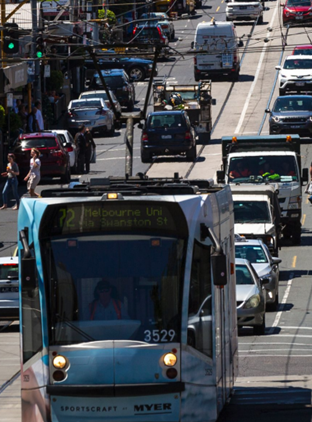 72 Melbourne Uni
via Swanston St
3529
SPORTSCRAFT MYER